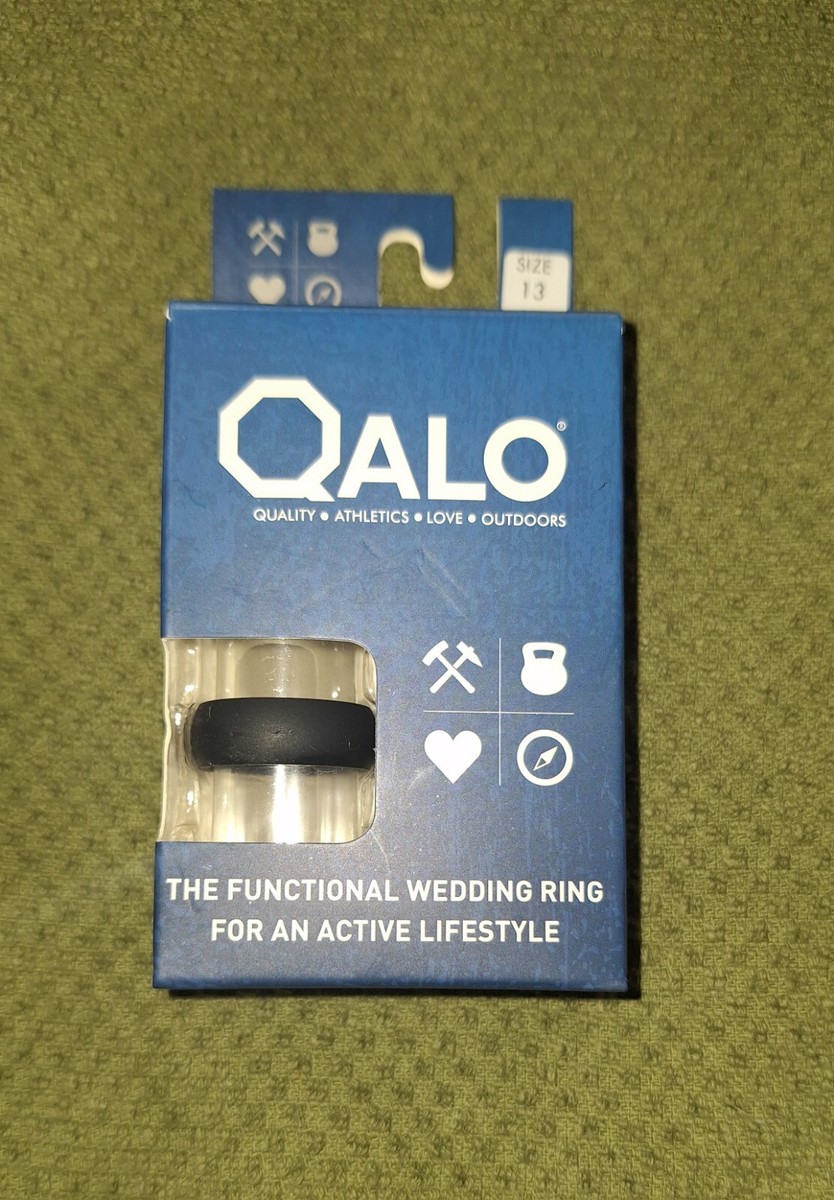 SIZE
13
QALO®
QUALITY • ATHLETICS • LOVE • OUTDOORS
THE FUNCTIONAL WEDDING RING
FOR AN ACTIVE LIFESTYLE